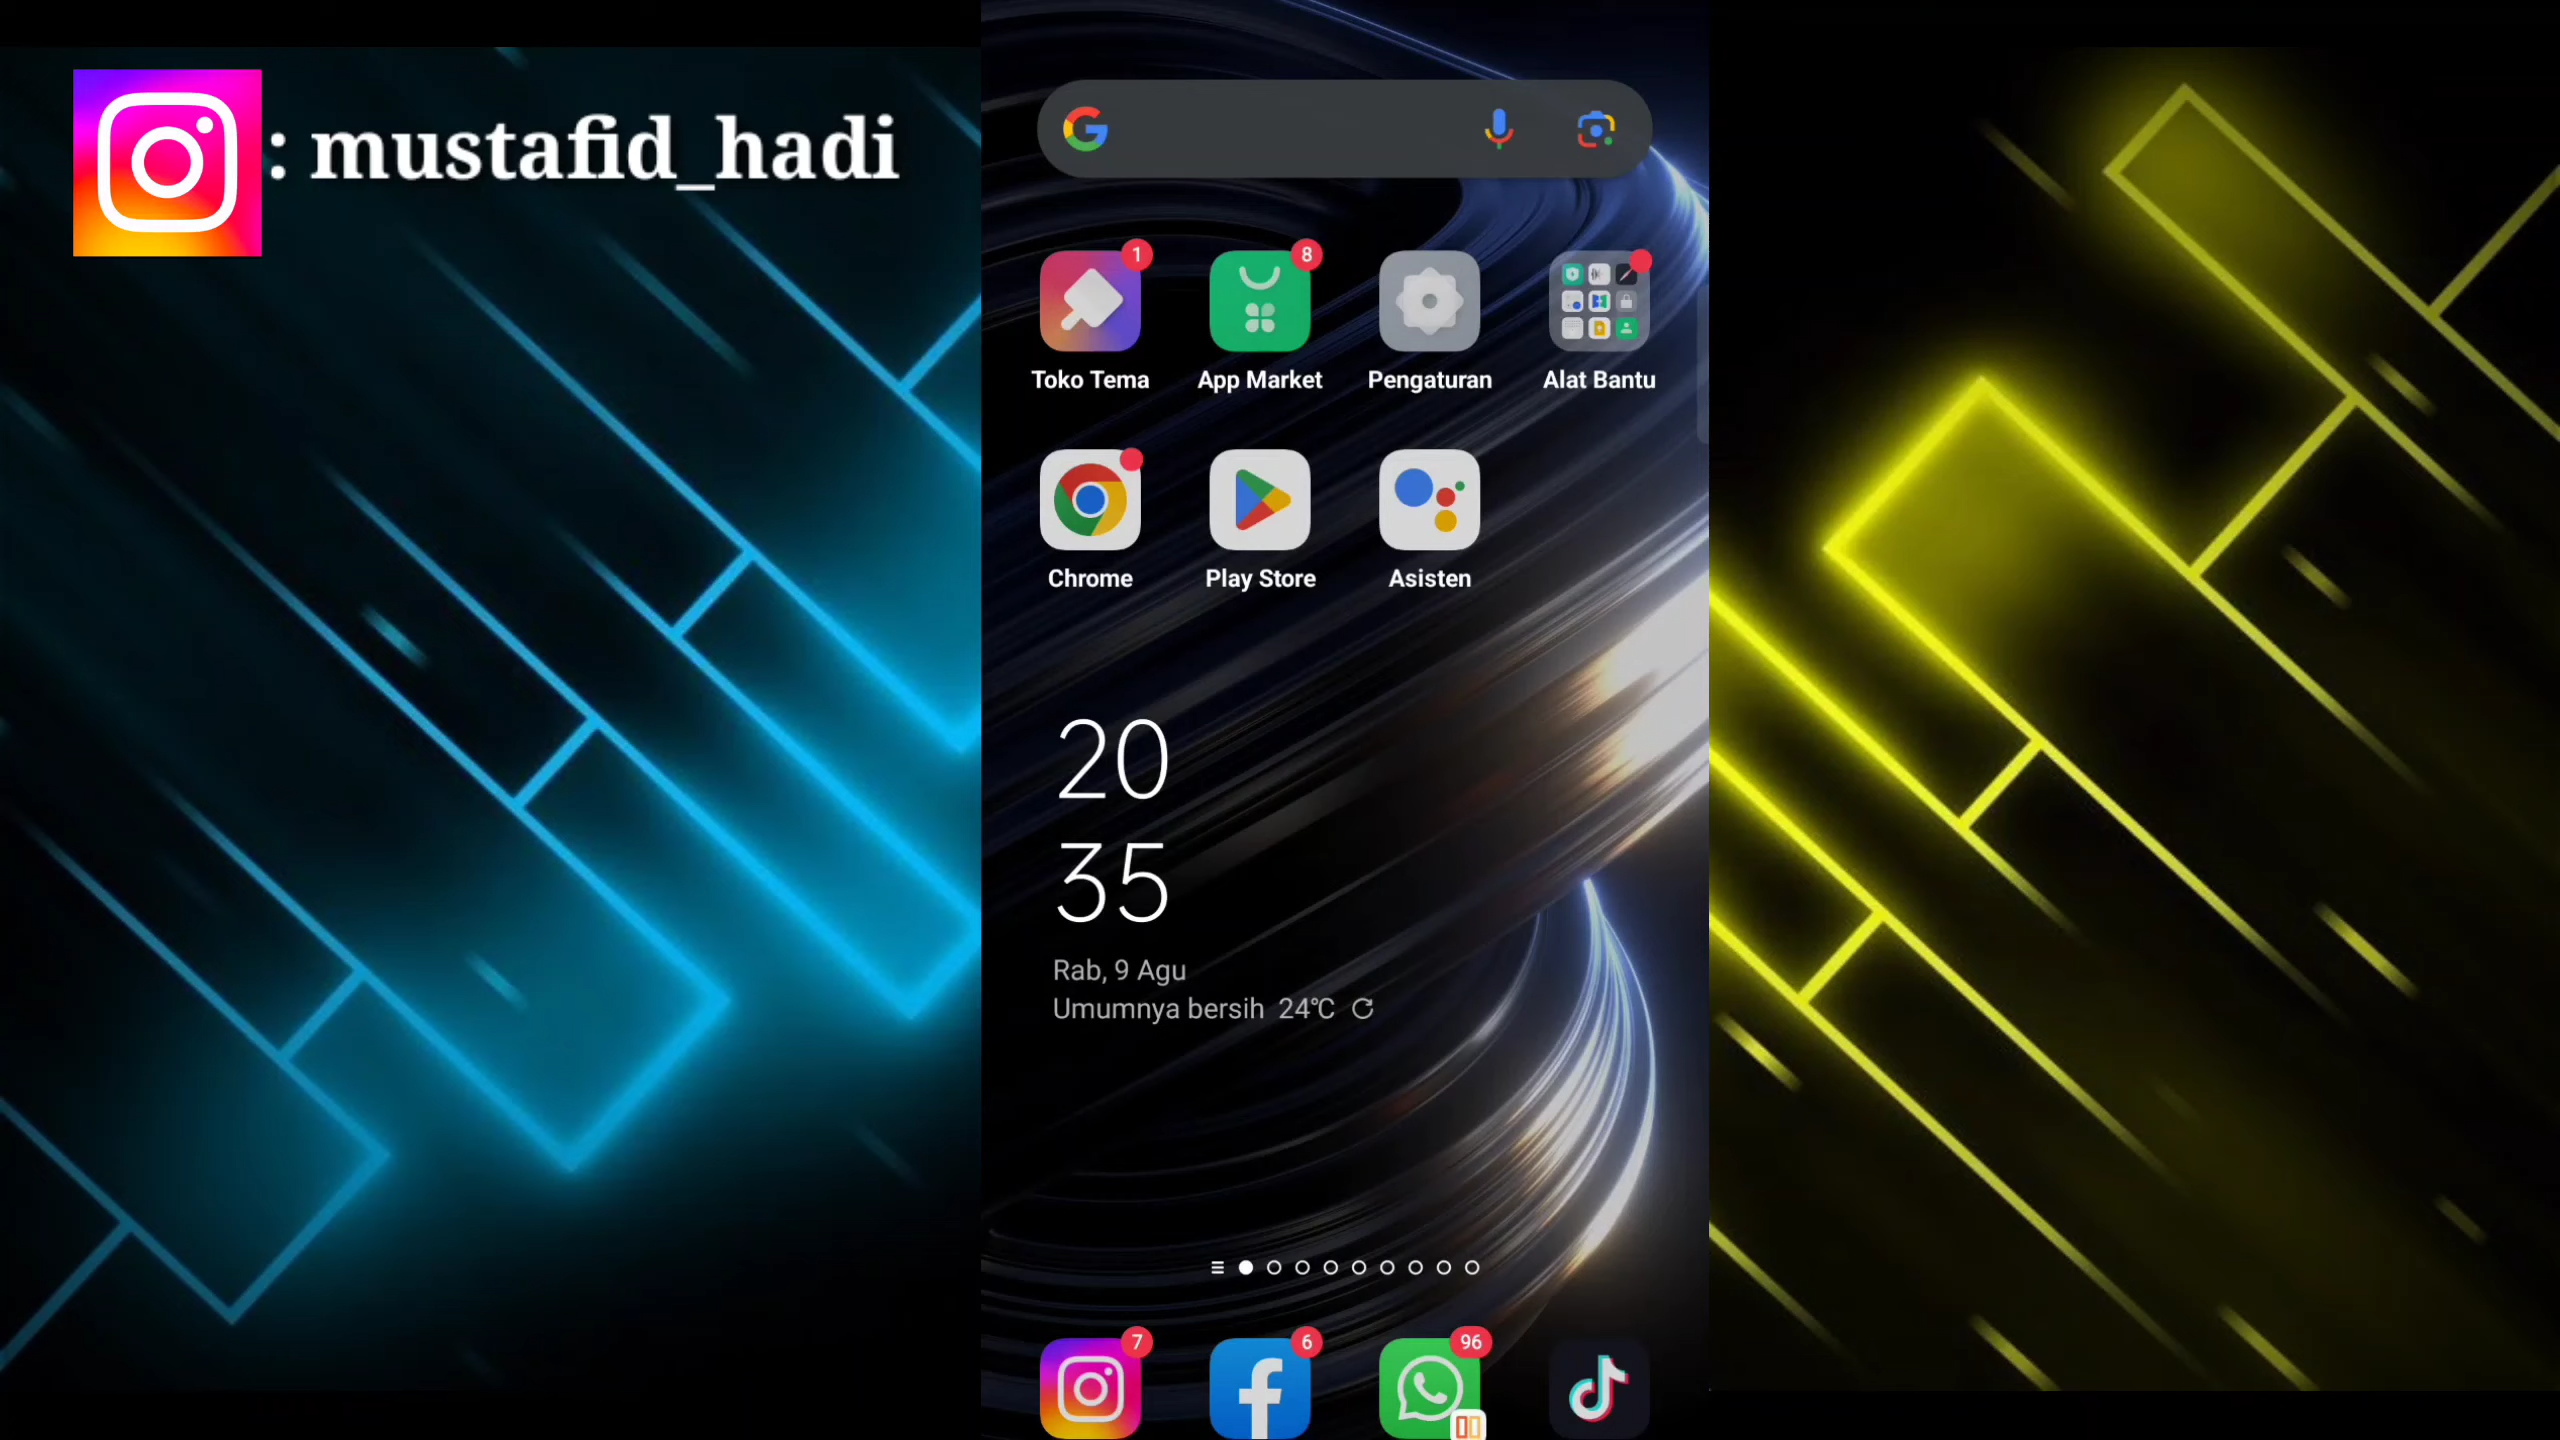 : mustafid_hadi
1
8
Toko Tema
App Market
Pengaturan
Alat Bantu
Chrome
Play Store
Asisten
20
35
Rab, 9 Agu
Umumnya bersih 24°C
7
6
96